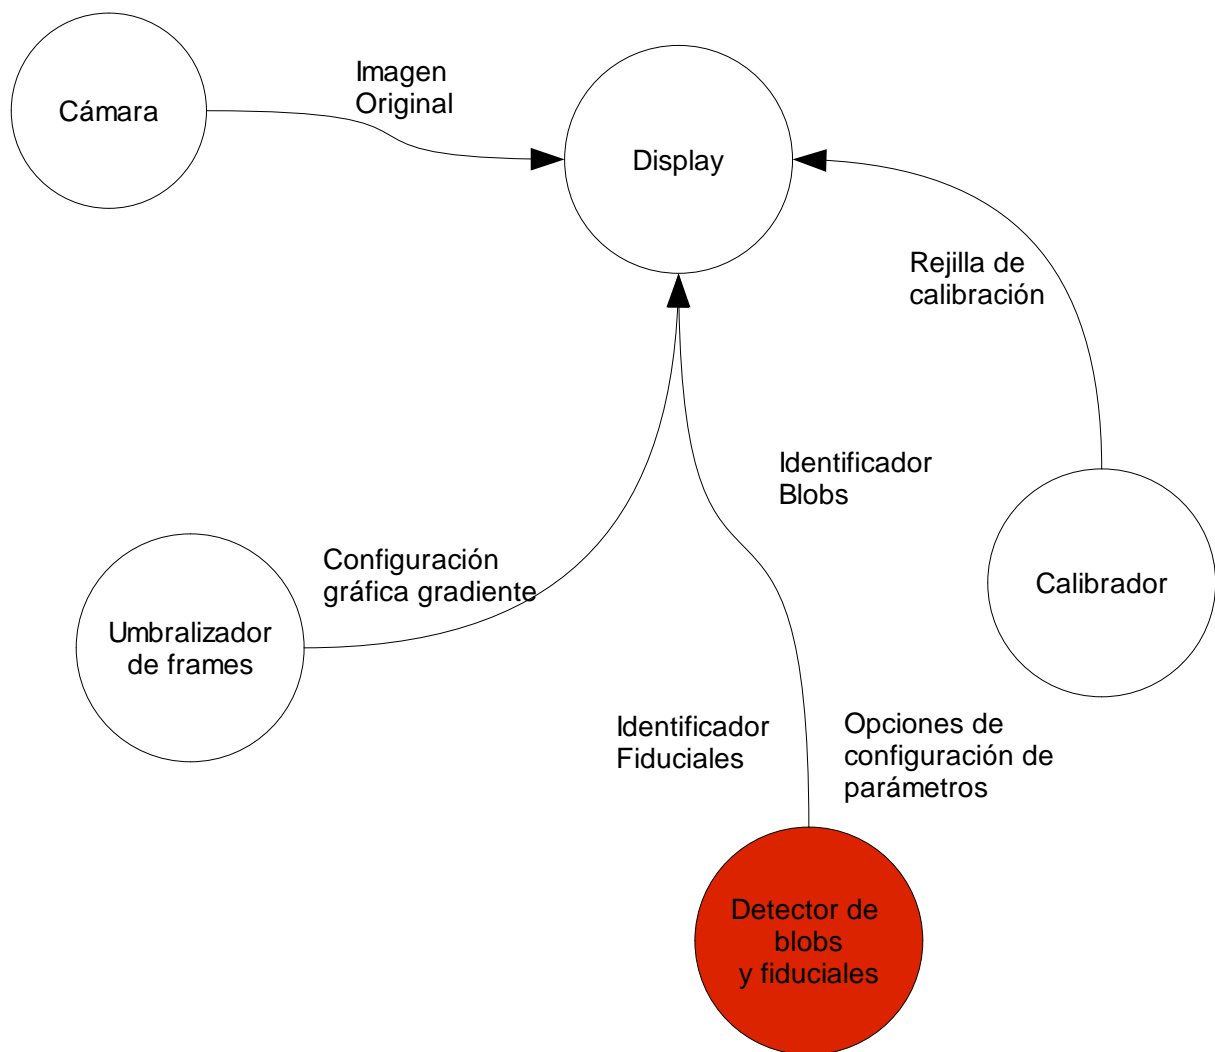 Imagen
Original
Cámara
Display
Rejilla de
calibración
Identificador
Blobs
Configuración
gráfica gradiente
Calibrador
Umbralizador
de frames
Identificador
Fiduciales
Opciones de
configuración de
parámetros
Detector de
blobs
y fiduciales